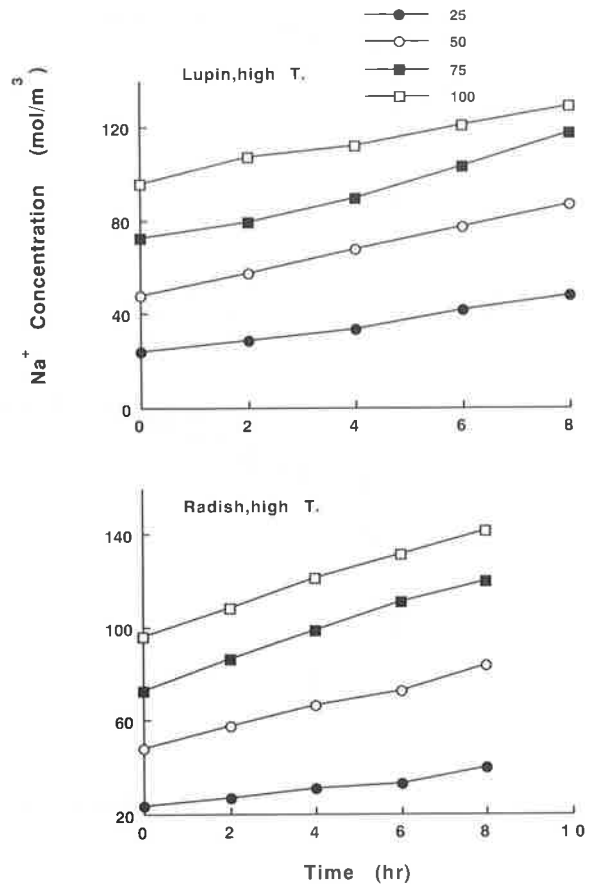 25
50
75
100
Lupin,high T.
Na+ Concentration (mol/m3)
120
80
40
0
0 2 4 6 8
Radish,high T.
140
100
60
20
0 2 4 6 8 10
Time (hr)